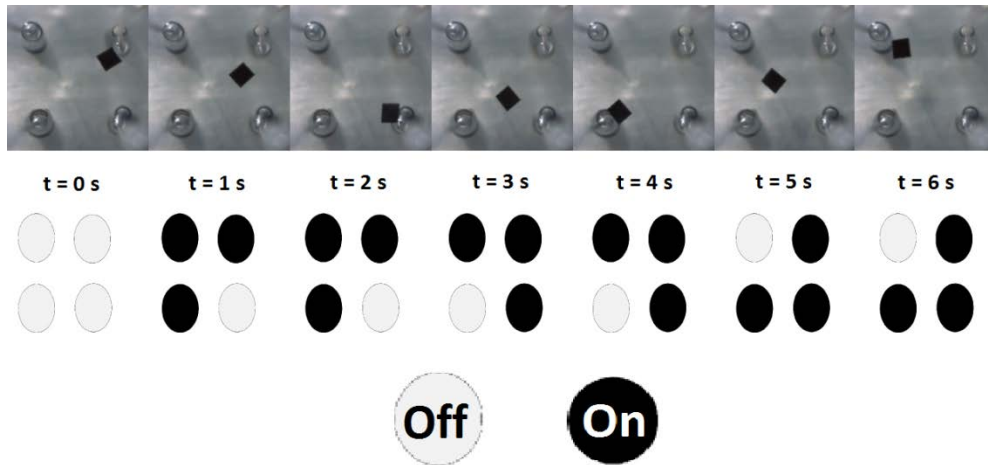 t = 0 s t = 1 s t = 2 s t = 3 s t = 4 s t = 5 s t = 6 s
Off On